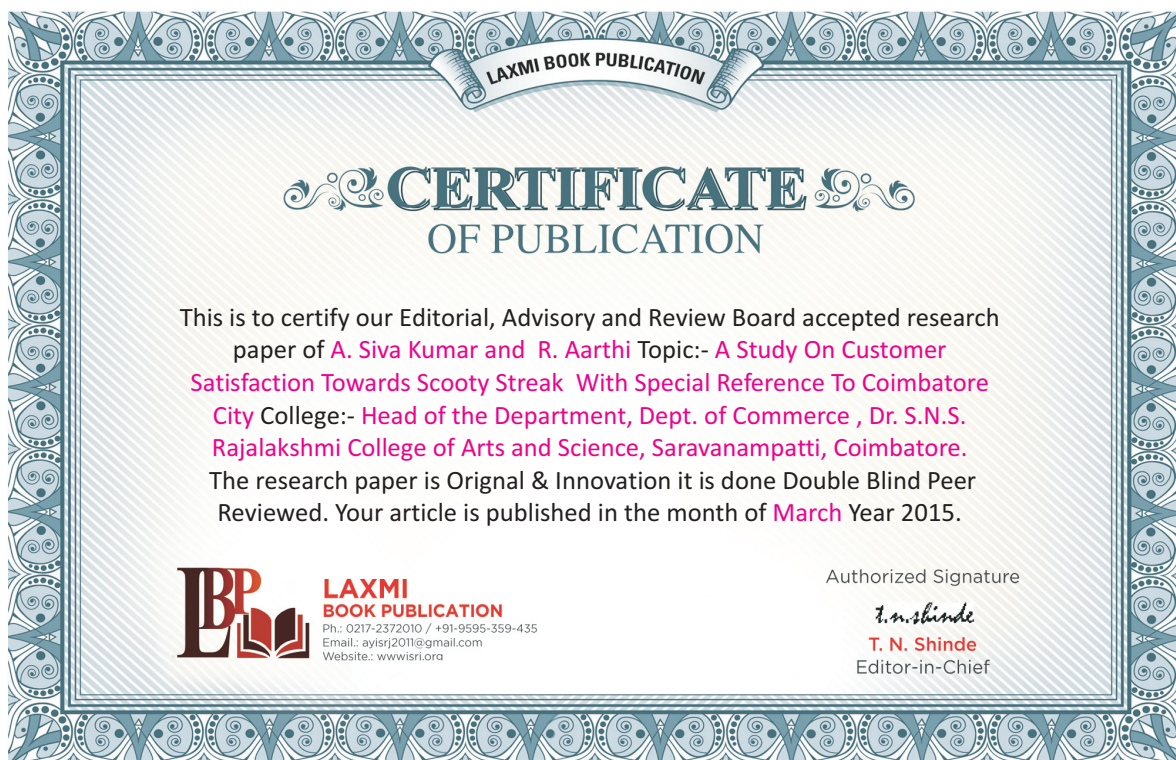 LAXMI BOOK PUBLICATION
CERTIFICATE
OF PUBLICATION
This is to certify our Editorial, Advisory and Review Board accepted research
paper of A. Siva Kumar and R. Aarthi Topic:- A Study On Customer
Satisfaction Towards Scooty Streak With Special Reference To Coimbatore
City College:- Head of the Department, Dept. of Commerce , Dr. S.N.S.
Rajalakshmi College of Arts and Science, Saravanampatti, Coimbatore.
The research paper is Orignal & Innovation it is done Double Blind Peer
Reviewed. Your article is published in the month of March Year 2015.
LBP
LAXMI
BOOK PUBLICATION
Ph.: 0217-2372010 / +91-9595-359-435
Email.: ayisrj2011@gmail.com
Website.: wwwisri.org
Authorized Signature
t.n.shinde
T. N. Shinde
Editor-in-Chief